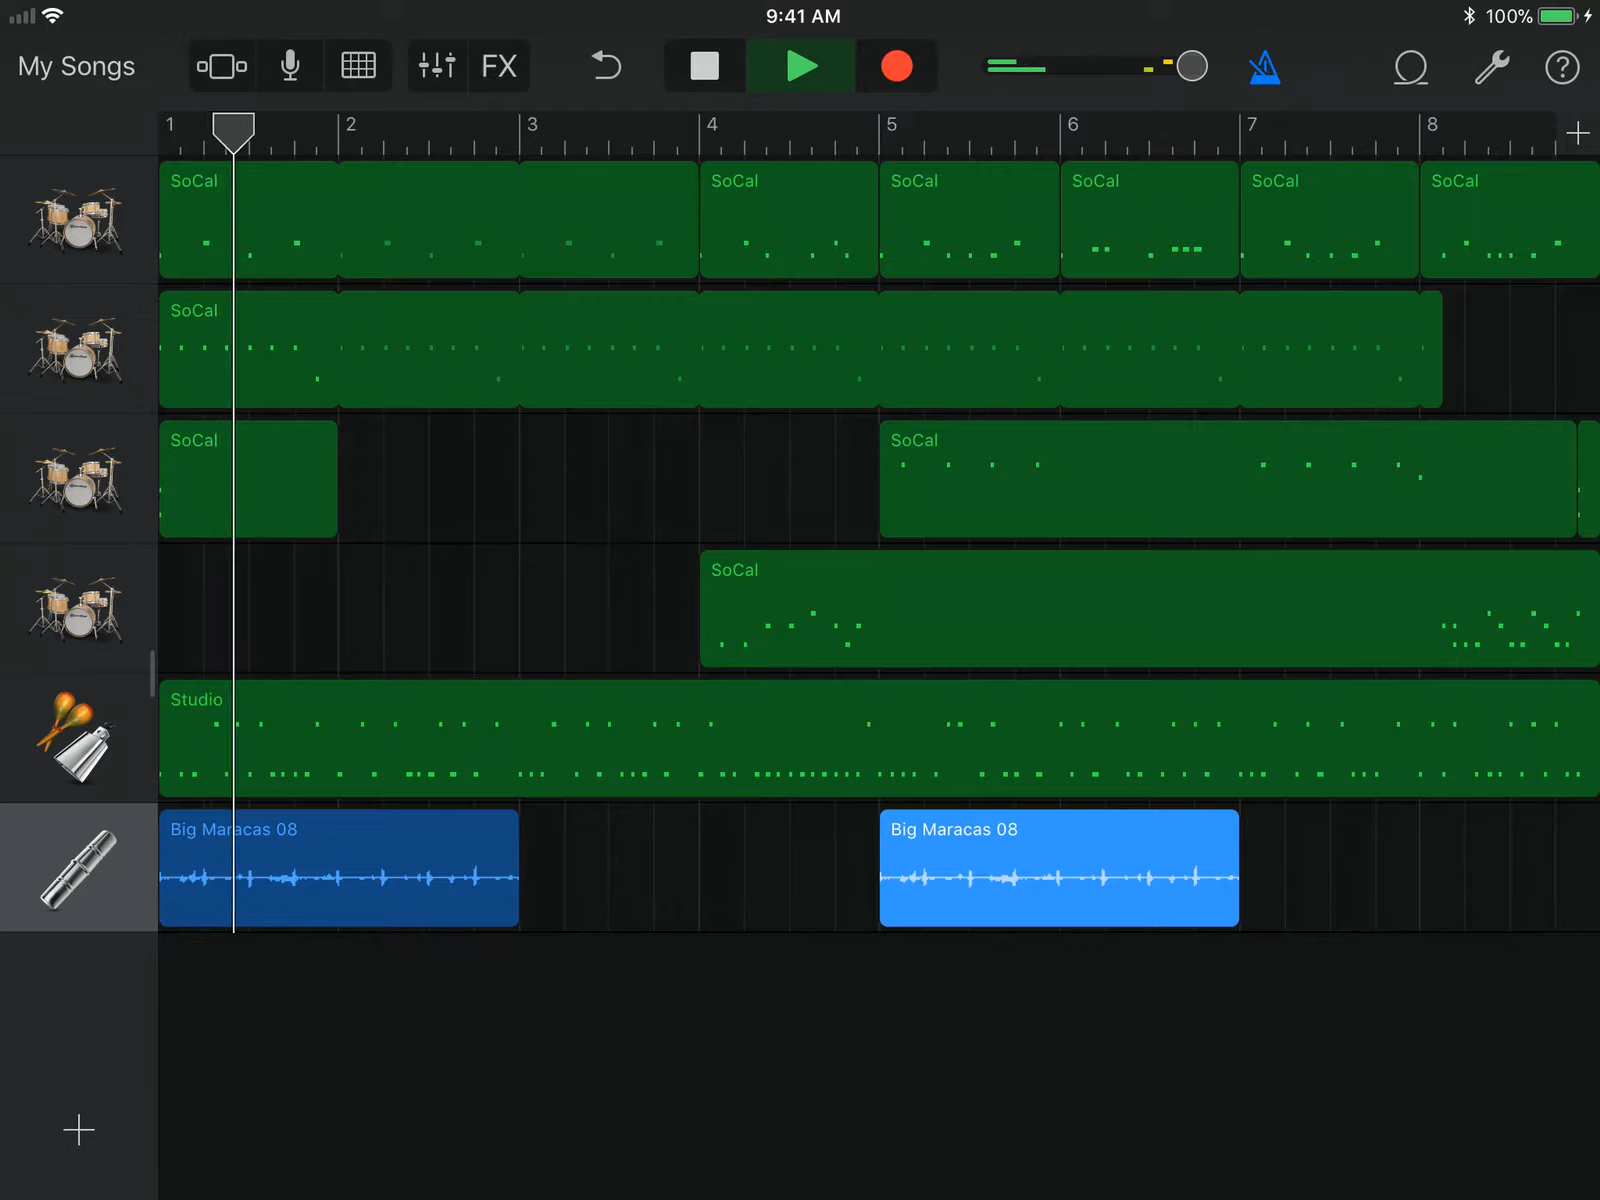 9:41 AM
100%
My Songs
FX
?
1 2 3 4 5 6 7 8
SoCal SoCal SoCal SoCal SoCal SoCal
SoCal
SoCal SoCal
SoCal
Studio
Big Maracas 08 Big Maracas 08